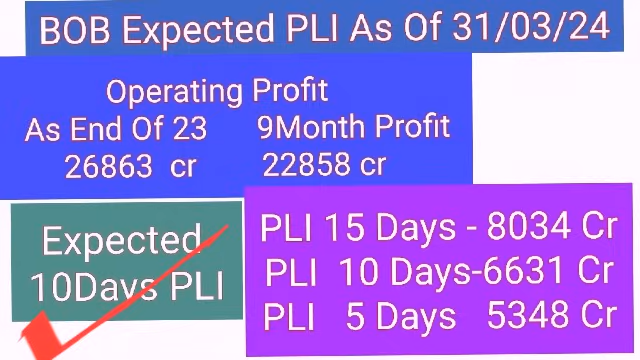 BOB Expected PLI As Of 31/03/24
Operating Profit
As End Of 23 9Month Profit
26863 cr 22858 cr
Expected
10Days PLI
PLI 15 Days - 8034 Cr
PLI 10 Days-6631 Cr
PLI 5 Days 5348 Cr